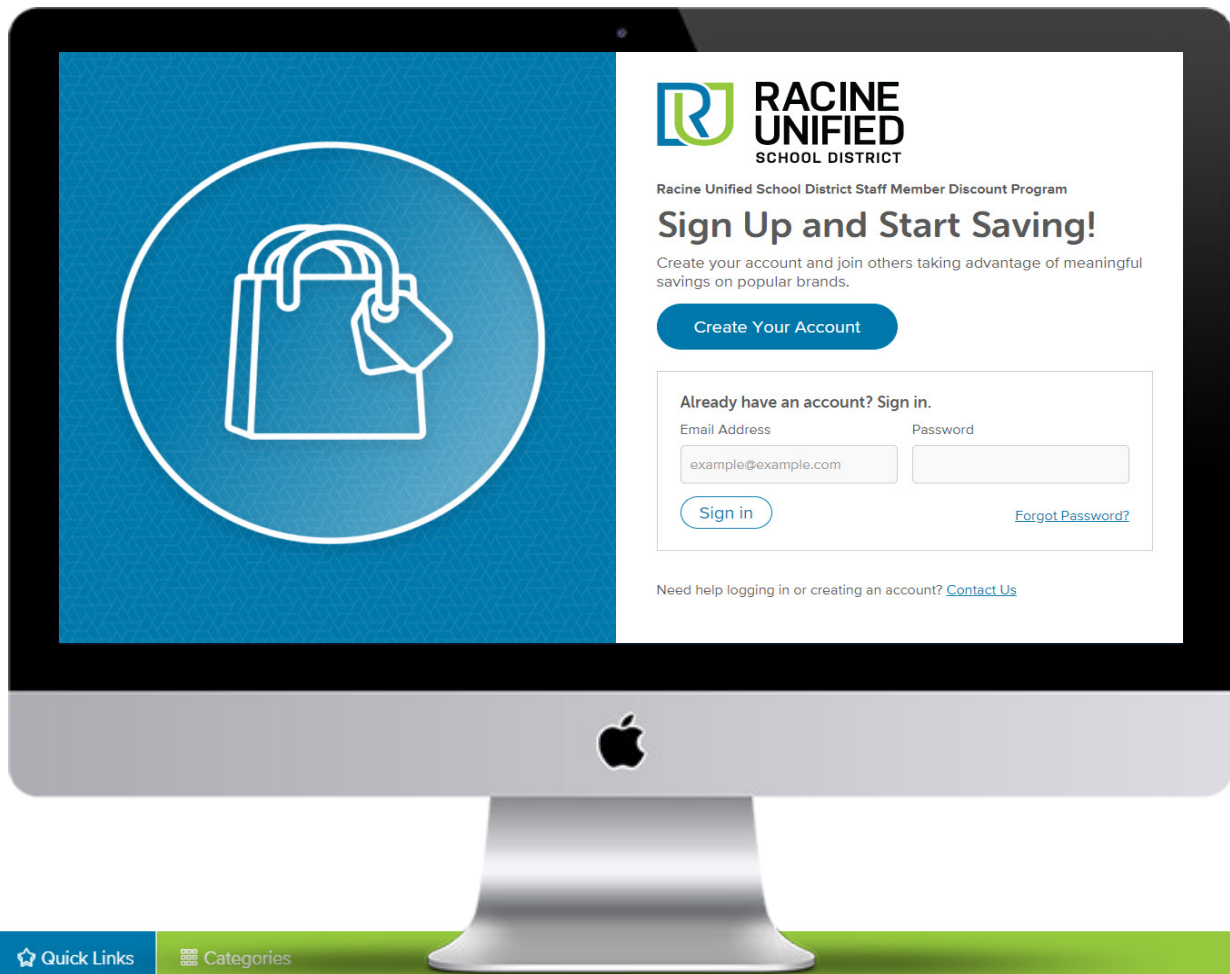 RACINE
UNIFIED
SCHOOL DISTRICT
Racine Unified School District Staff Member Discount Program
Sign Up and Start Saving!
Create your account and join others taking advantage of meaningful
savings on popular brands.
Create Your Account
Already have an account? Sign in.
Email Address Password
example@example.com
Sign in Forgot Password?
Need help logging in or creating an account? Contact Us
Quick Links Categories